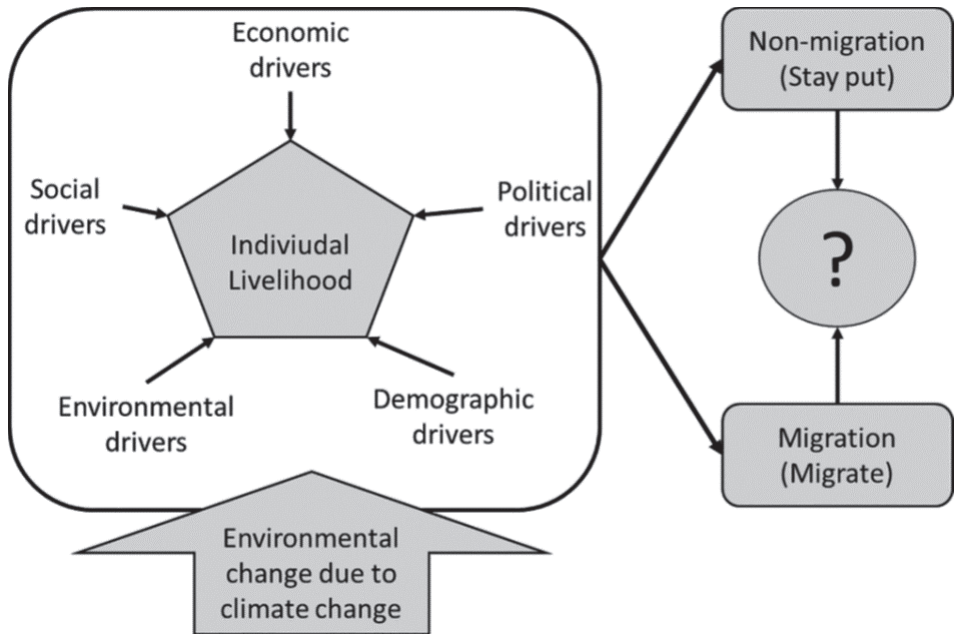 Economic
drivers
Social
drivers
Political
drivers
Indiviudal
Livelihood
Environmental
drivers
Demographic
drivers
Environmental
change due to
climate change
Non-migration
(Stay put)
?
Migration
(Migrate)